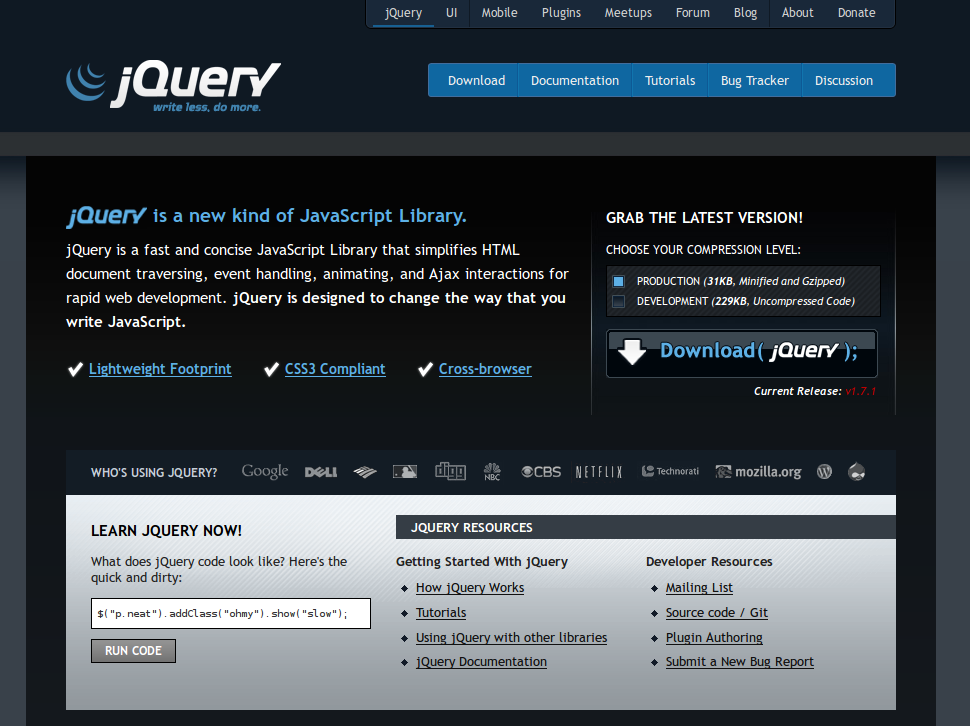 jQuery UI Mobile Plugins Meetups Forum Blog About Donate
jQuery
write less, do more.
Download Documentation Tutorials Bug Tracker Discussion
jQuery is a new kind of JavaScript Library.
jQuery is a fast and concise JavaScript Library that simplifies HTML
document traversing, event handling, animating, and Ajax interactions for
rapid web development. jQuery is designed to change the way that you
write JavaScript.
Lightweight Footprint CSS3 Compliant Cross-browser
GRAB THE LATEST VERSION!
CHOOSE YOUR COMPRESSION LEVEL:
PRODUCTION (31KB, Minified and Gzipped)
DEVELOPMENT (229KB, Uncompressed Code)
Download( jQuery );
Current Release: v1.7.1
WHO'S USING JQUERY? Google DELL NBC CBS NETFLIX Technorati mozilla.org W
LEARN JQUERY NOW!
What does jQuery code look like? Here's the
quick and dirty:
$("p.neat").addClass("ohmy").show("slow");
RUN CODE
JQUERY RESOURCES
Getting Started With jQuery
How jQuery Works
Tutorials
Using jQuery with other libraries
jQuery Documentation
Developer Resources
Mailing List
Source code / Git
Plugin Authoring
Submit a New Bug Report